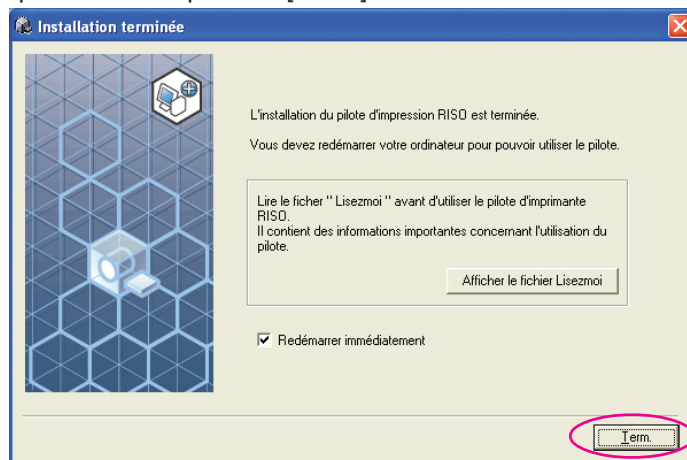 Installation terminée
L'installation du pilote d'impression RISO est terminée.
Vous devez redémarrer votre ordinateur pour pouvoir utiliser le pilote.
Lire le ficher " Lisezmoi " avant d'utiliser le pilote d'imprimante
RISO.
Il contient des informations importantes concernant l'utilisation du
pilote.
Afficher le fichier Lisezmoi
Redémarrer immédiatement
Term.